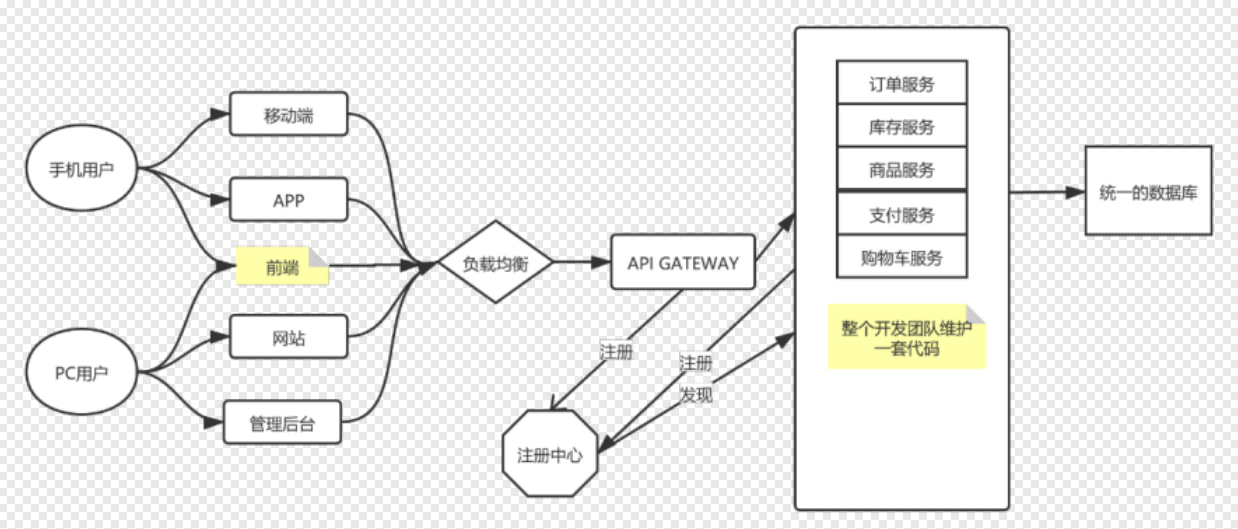 手机用户
PC用户
移动端
APP
前端
网站
管理后台
负载均衡
API GATEWAY
注册
注册
发现
注册中心
订单服务
库存服务
商品服务
支付服务
购物车服务
整个开发团队维护
一套代码
统一的数据库